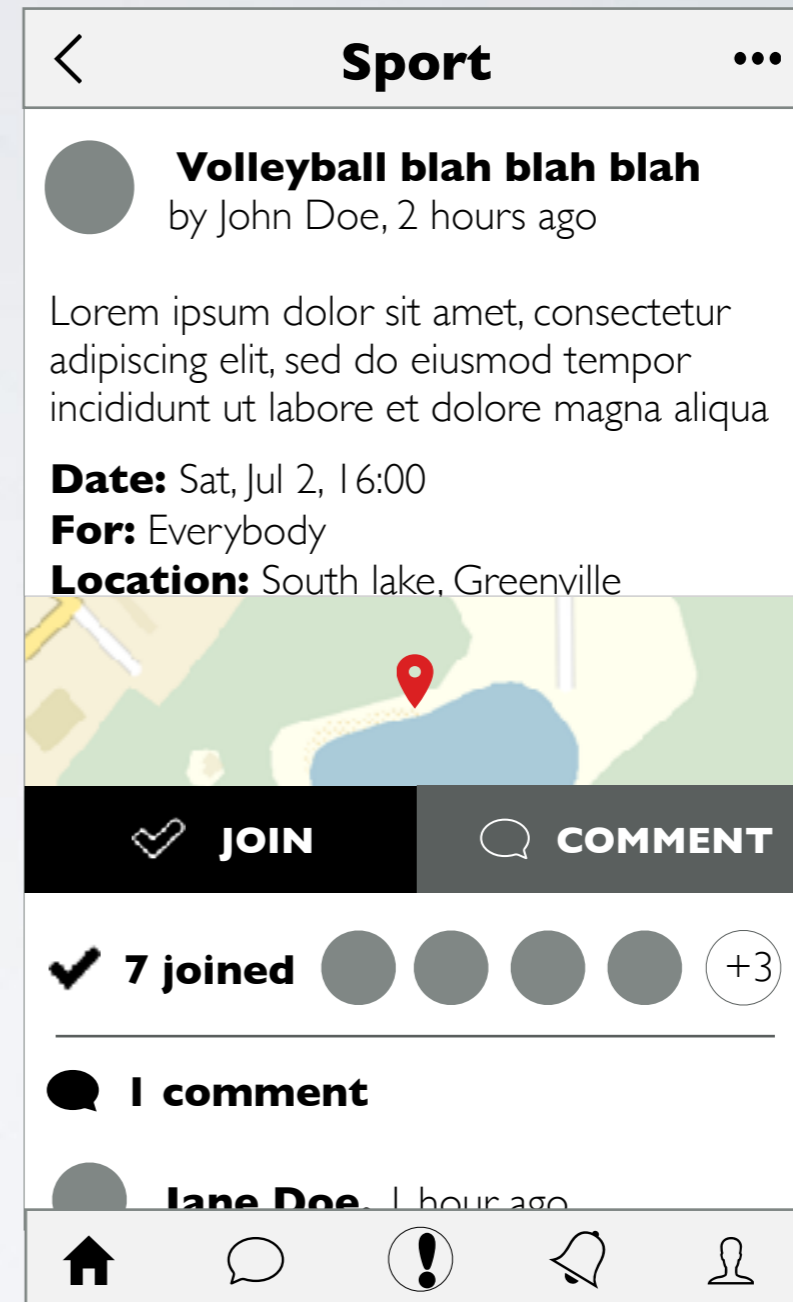 Sport
Volleyball blah blah blah
by John Doe, 2 hours ago
Lorem ipsum dolor sit amet, consectetur
adipiscing elit, sed do eiusmod tempor
incididunt ut labore et dolore magna aliqua
Date: Sat, Jul 2, 16:00
For: Everybody
Location: South lake, Greenville
JOIN
COMMENT
7 joined
+3
1 comment
Jane Doe, 1 hour ago